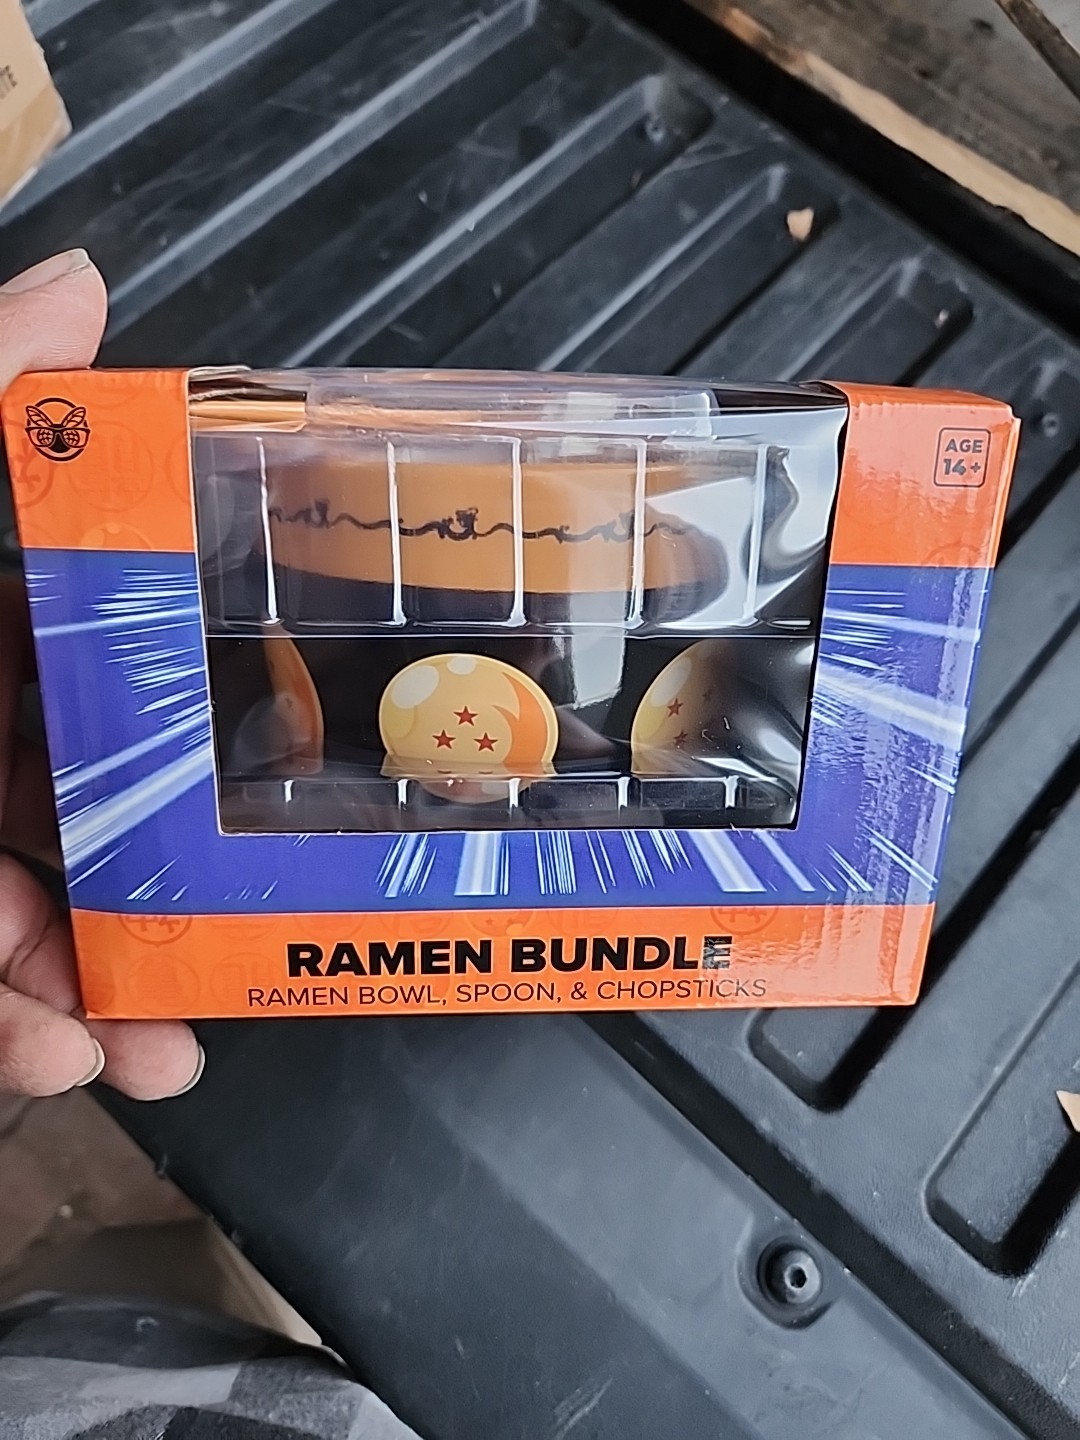 AGE
14+
RAMEN BUNDLE
RAMEN BOWL, SPOON, & CHOPSTICKS